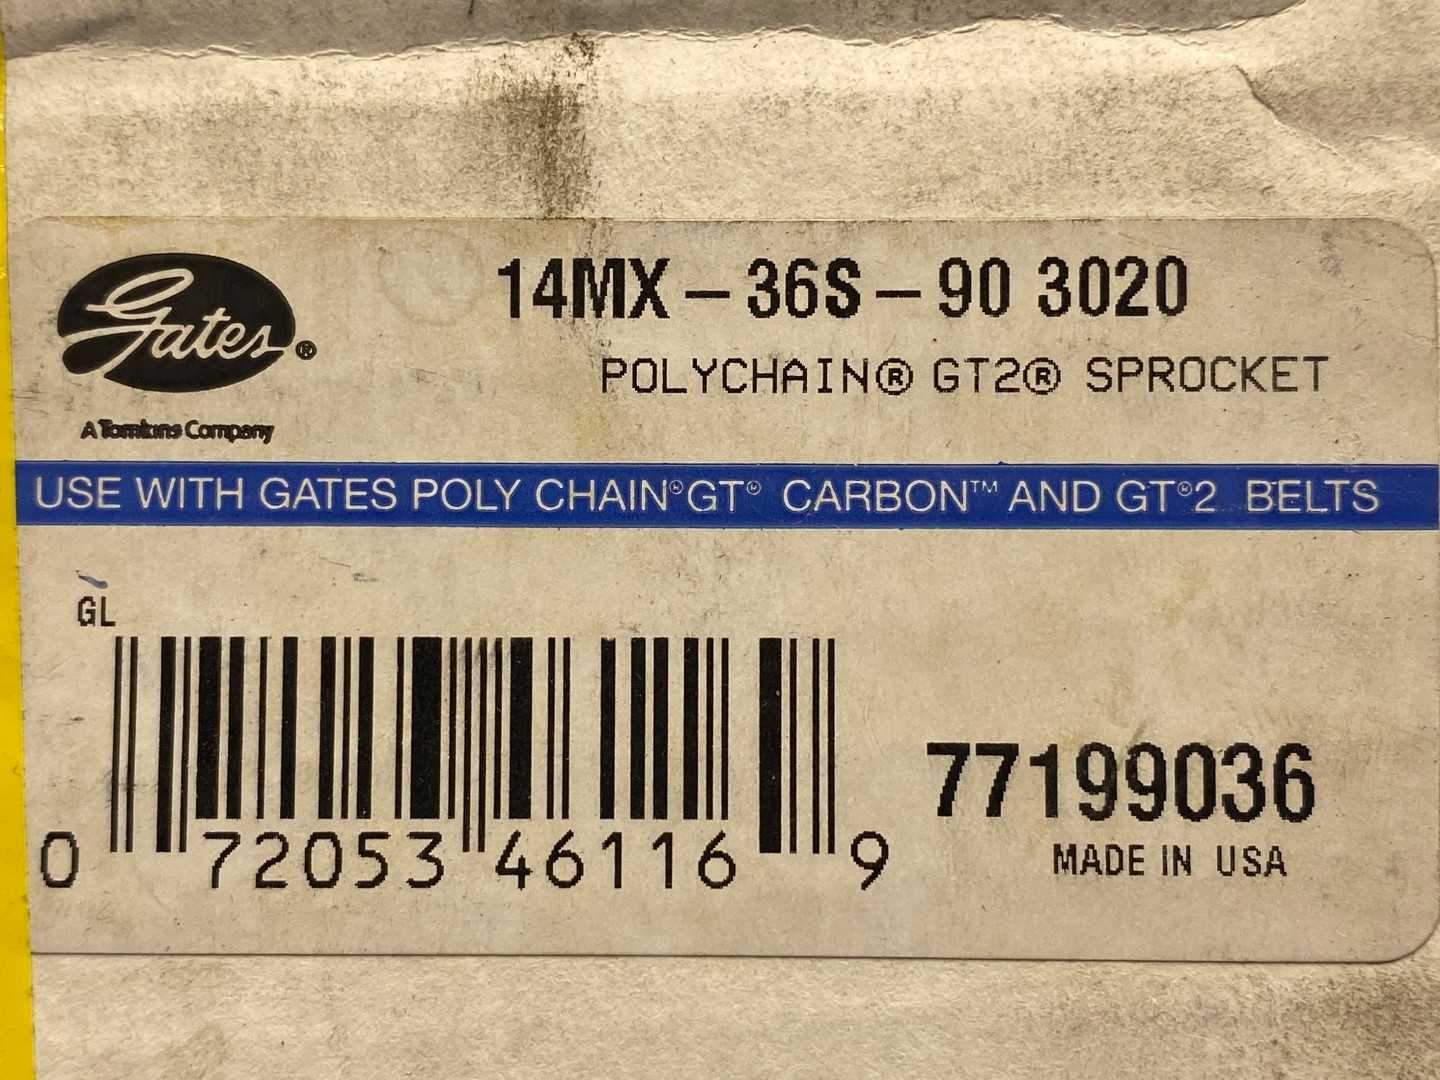 14MX-36S-90 3020
Gates®
POLYCHAIN® GT2® SPROCKET
A Tomkins Company
USE WITH GATES POLY CHAIN® GT® CARBON™ AND GT®2 BELTS
GL
77199036
0 72053 46116 9
MADE IN USA